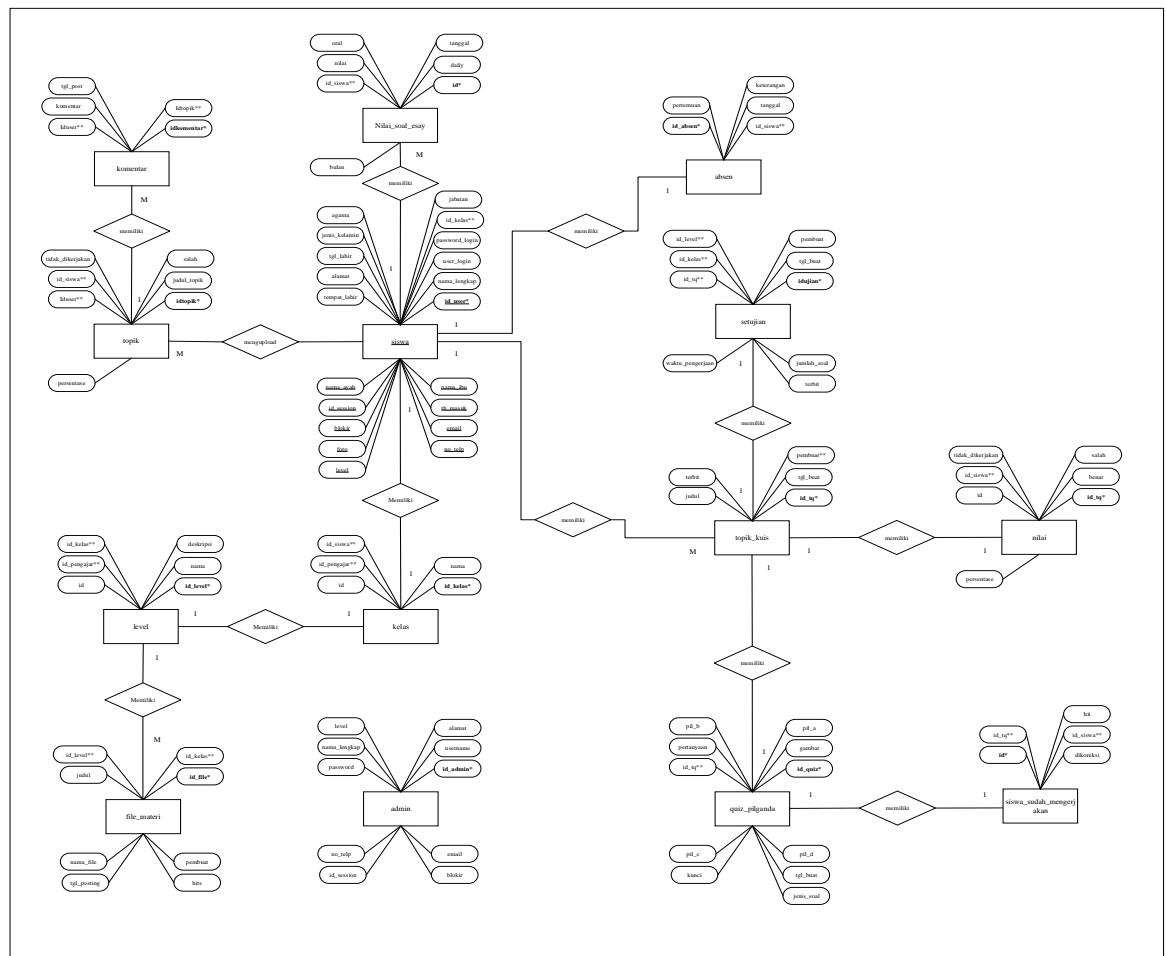 oral
tanggal
nilai
daily
id_siswa**
id*
Nilai_soal_esay
M
bulan
memiliki
tgl_post
komentar
Idtopik**
Iduser**
idkomentar*
komentar
M
memiliki
keterangan
pertemuan
tanggal
id_absen*
id_siswa**
absen
1
memiliki
jabatan
agama
id_kelas**
jenis_kelamin
password_login
tgl_lahir
user_login
alamat
nama_lengkap
tempat_lahir
id_user*
1
siswa
1
1
tidak_dikerjakan
salah
id_siswa**
judul_topik
Iduser**
idtopik*
1
topik
M
mengupload
persentase
id_level**
pembuat
id_kelas**
tgl_buat
id_tq**
idujian*
setujian
waktu_pengerjaan
jumlah_soal
terbit
1
memiliki
nama_ayah
nama_ibu
id_session
th_masuk
blokir
email
foto
no_telp
level
1
Memiliki
pembuat**
terbit
tgl_buat
judul
id_tq*
1
memiliki
M
topik_kuis
1
1
memiliki
tidak_dikerjakan
salah
id_siswa**
benar
id
id_tq*
1
nilai
persentase
id_kelas**
deskripsi
id_pengajar**
nama
id
id_level*
level
1
1
Memiliki
id_siswa**
id_pengajar**
nama
id
id_kelas*
1
kelas
1
Memiliki
M
memiliki
id_level**
id_kelas**
judul
id_file*
file_materi
nama_file
pembuat
tgl_posting
hits
level
alamat
nama_lengkap
username
password
id_admin*
admin
no_telp
email
id_session
blokir
pil_b
pil_a
pertanyaan
gambar
id_tq**
id_quiz*
1
quiz_pilganda
1
memiliki
pil_c
pil_d
kunci
tgl_buat
jenis_soal
hit
id_tq**
id_siswa**
id*
dikoreksi
1
siswa_sudah_mengerj
akan